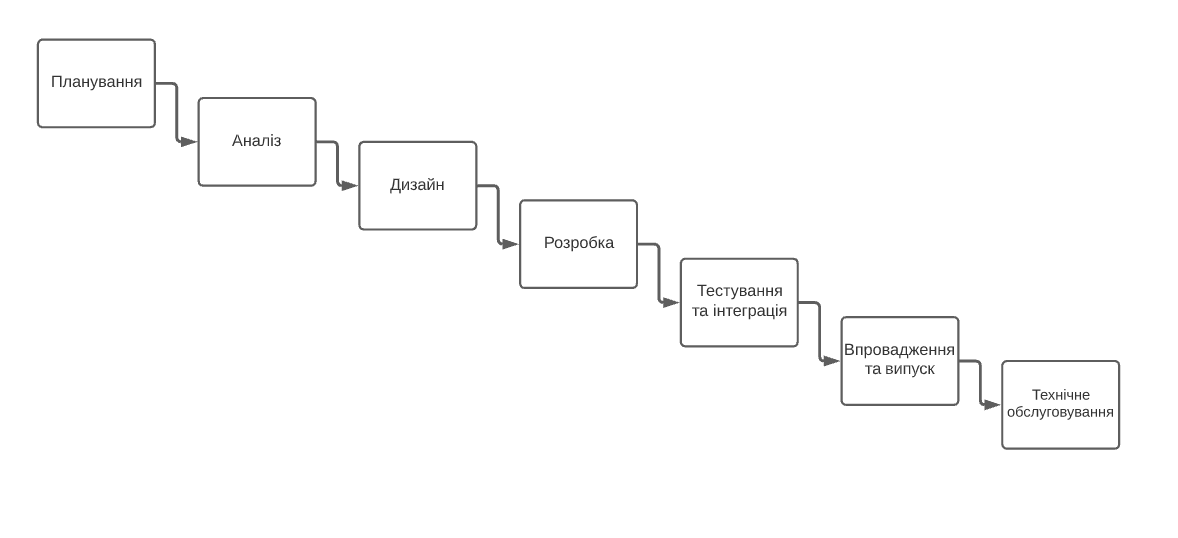 Планування
Аналіз
Дизайн
Розробка
Тестування
та інтеграція
Впровадження
та випуск
Технічне
обслуговування